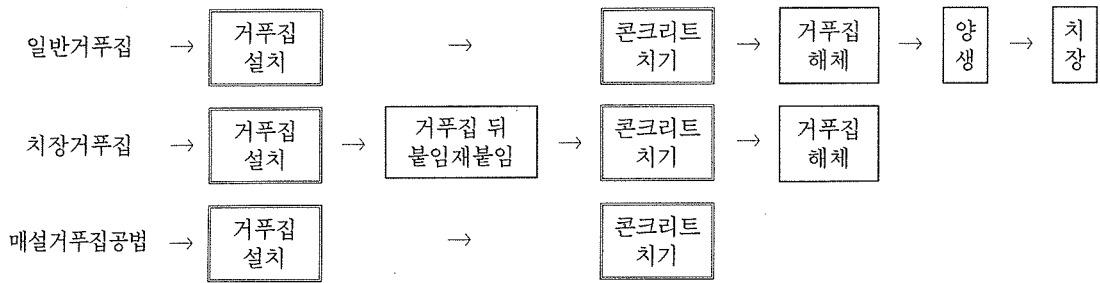 일반거푸집 → 거푸집 설치 → 콘크리트 치기 → 거푸집 해체 → 양생 → 치장
치장거푸집 → 거푸집 설치 → 거푸집 뒤 붙임재붙임 → 콘크리트 치기 → 거푸집 해체
매설거푸집공법 → 거푸집 설치 → 콘크리트 치기